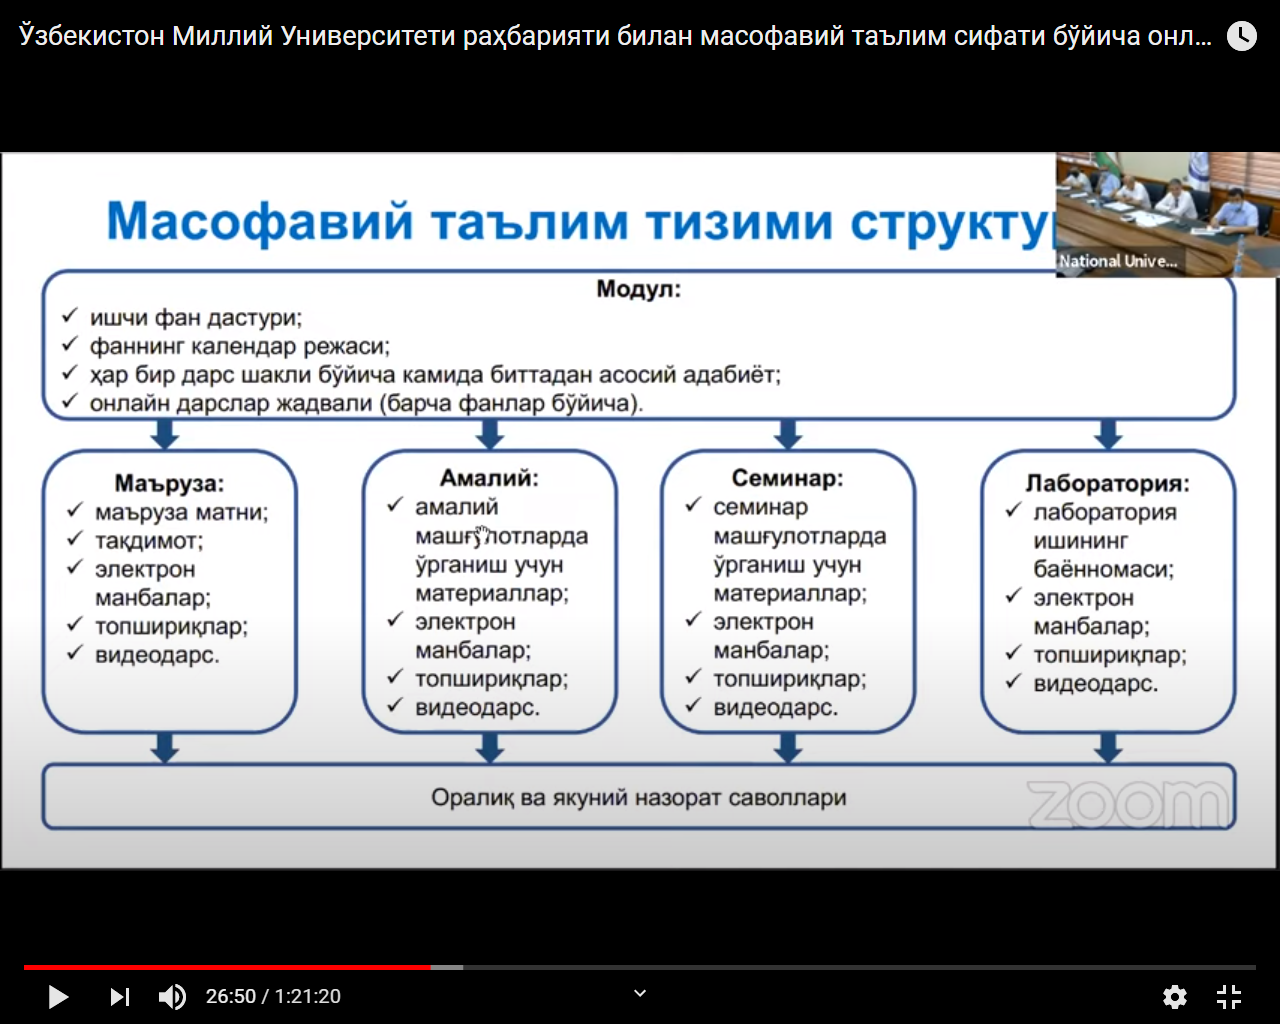 Ўзбекистон Миллий Университети раҳбарияти билан масофавий таълим сифати бўйича онл...
Масофавий таълим тизими структу
National Unive...
Модул:
✓ ишчи фан дастури;
✓ фаннинг календар режаси;
✓ ҳар бир дарс шакли бўйича камида биттадан асосий адабиёт;
✓ онлайн дарслар жадвали (барча фанлар бўйича).
Маъруза:
✓ маъруза матни;
✓ тақдимот;
✓ электрон
манбалар;
✓ топшириқлар;
✓ видеодарс.
Амалий:
✓ амалий
машғулотларда
ўрганиш учун
материаллар;
✓ электрон
манбалар;
✓ топшириқлар;
✓ видеодарс.
Семинар:
✓ семинар
машғулотларда
ўрганиш учун
материаллар;
✓ электрон
манбалар;
✓ топшириқлар;
✓ видеодарс.
Лаборатория:
✓ лаборатория
ишининг
баённомаси;
✓ электрон
манбалар;
✓ топшириқлар;
✓ видеодарс.
Оралиқ ва якуний назорат саволлари
zoom
26:50 / 1:21:20